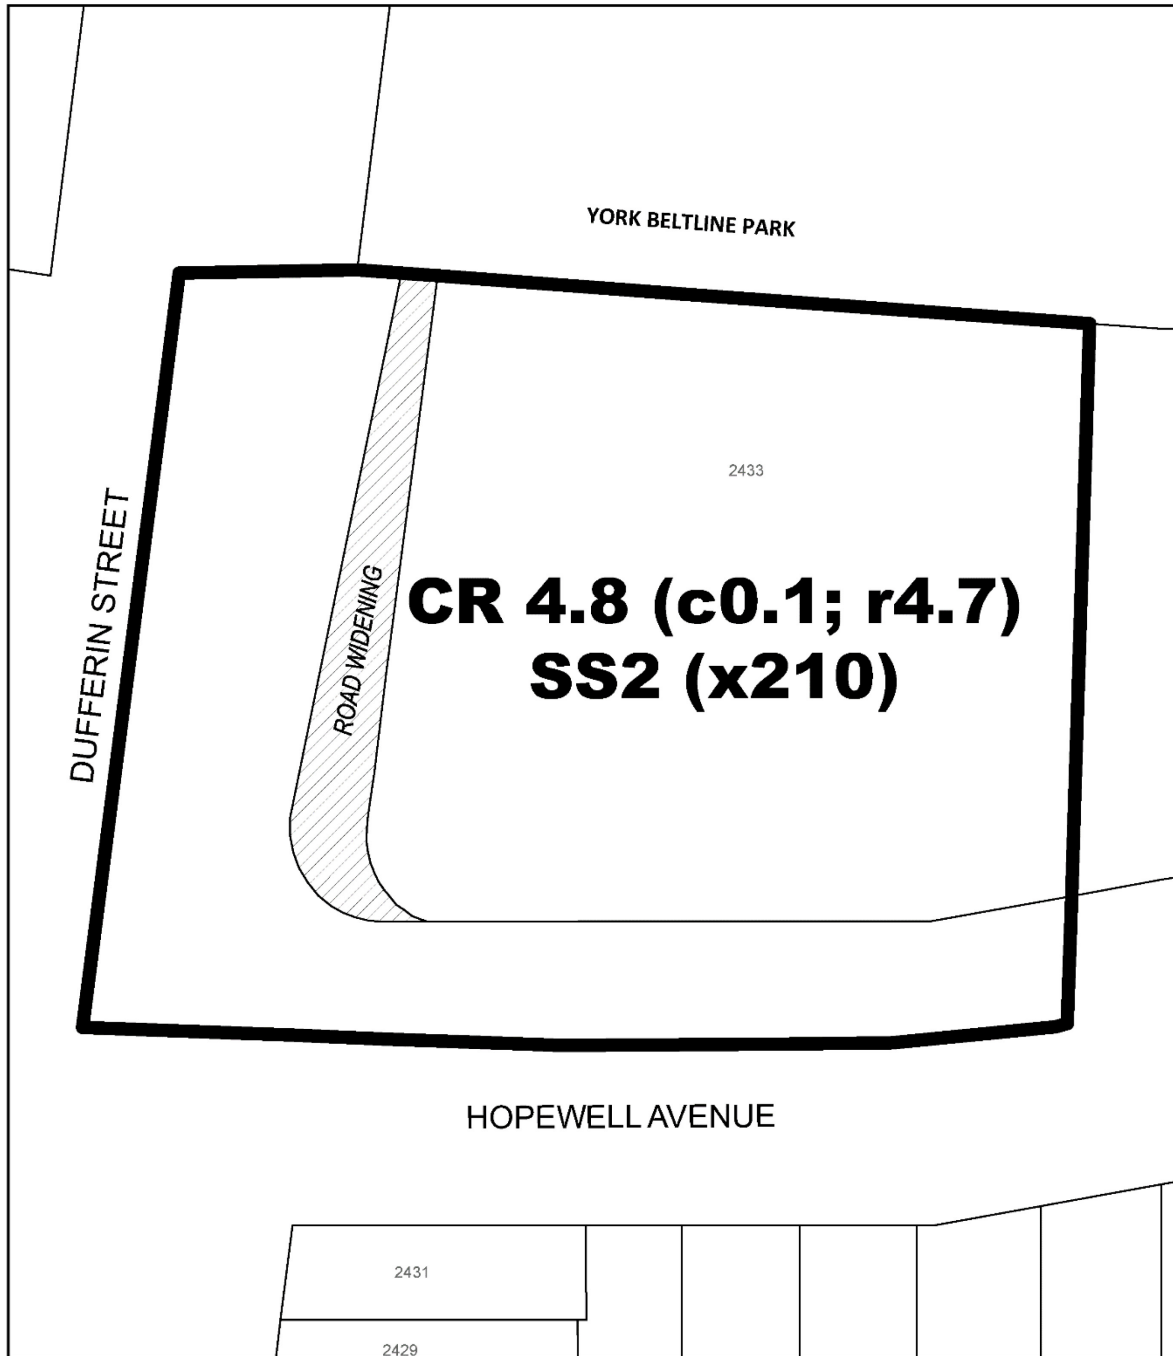 YORK BELTLINE PARK
2433
DUFFERIN STREET
ROAD WIDENING
CR 4.8 (c0.1; r4.7)
SS2 (x210)
HOPEWELL AVENUE
2431
2429